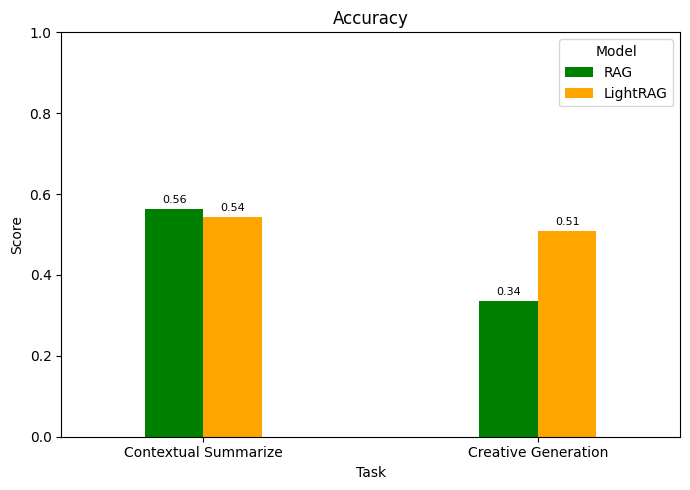 Accuracy
Model
RAG
LightRAG
Score
1.0
0.8
0.6
0.4
0.2
0.0
0.56
0.54
0.34
0.51
Contextual Summarize
Creative Generation
Task